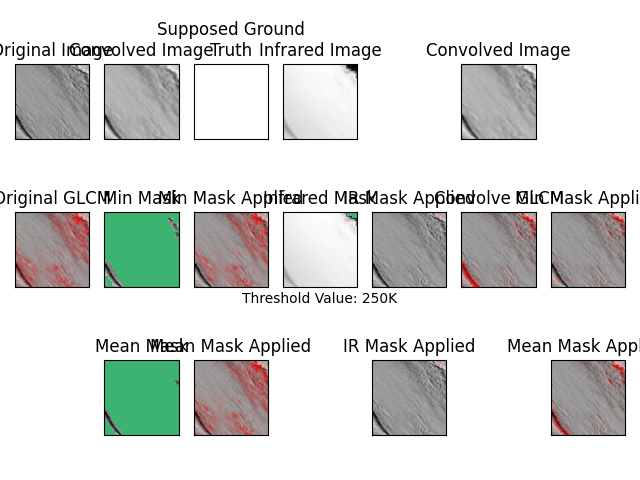 Supposed Ground
Original Image Convolved Image Truth Infrared Image Convolved Image
Original GLCM Min Mask Min Mask Applied Infrared Mask IR Mask Applied Convolve GLCM Min Mask Appli
Threshold Value: 250K
Mean Mask Mean Mask Applied IR Mask Applied Mean Mask Appl